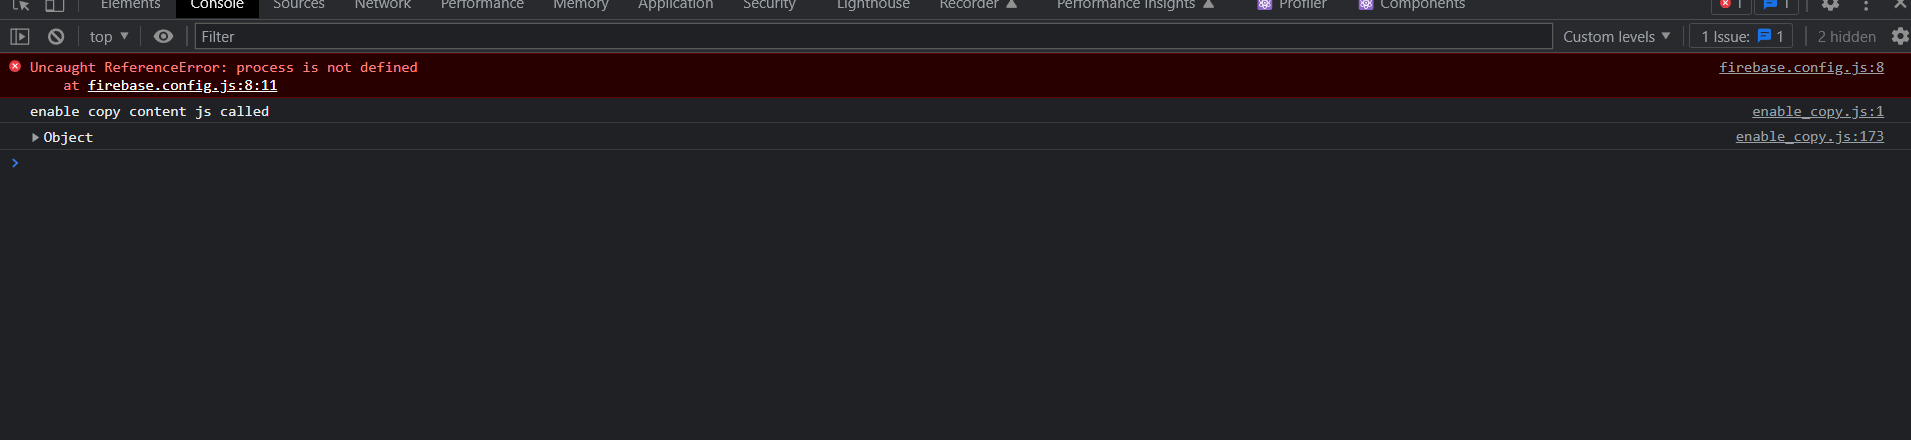 Elements Console Sources Network Performance Memory Application Security Lighthouse Recorder Performance insights Profiler Components 1 1
top Filter Custom levels 1 Issue: 1 2 hidden
Uncaught ReferenceError: process is not defined firebase.config.js:8
at firebase.config.js:8:11
enable copy content js called enable_copy.js:1
Object enable_copy.js:173